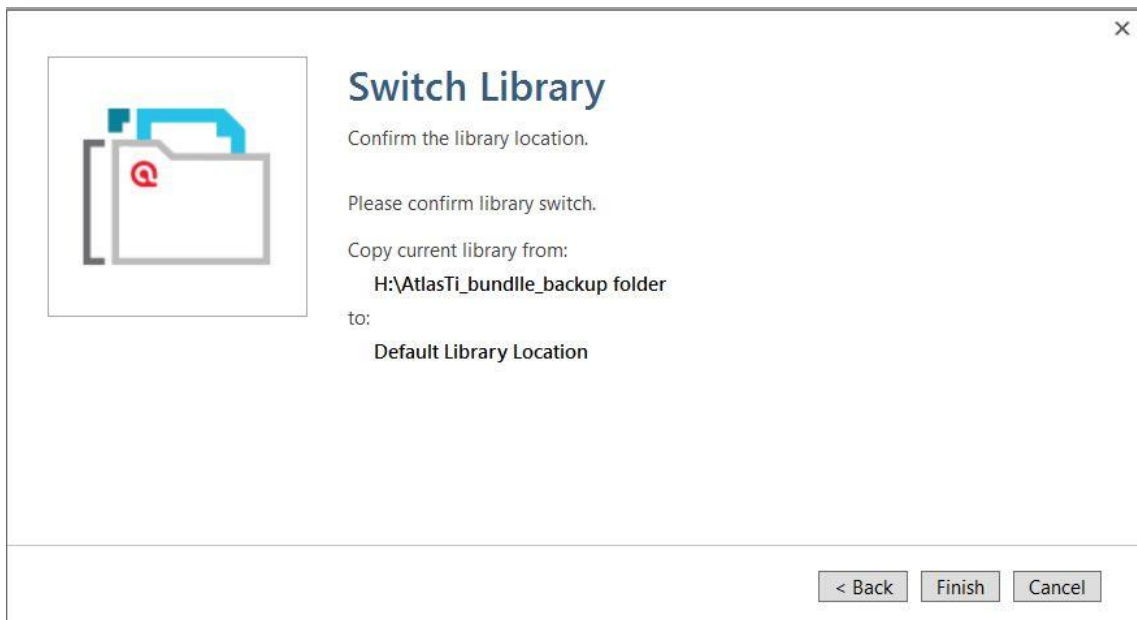 Switch Library
Confirm the library location.
Please confirm library switch.
Copy current library from:
H:\AtlasTi_bundlle_backup folder
to:
Default Library Location
< Back Finish Cancel